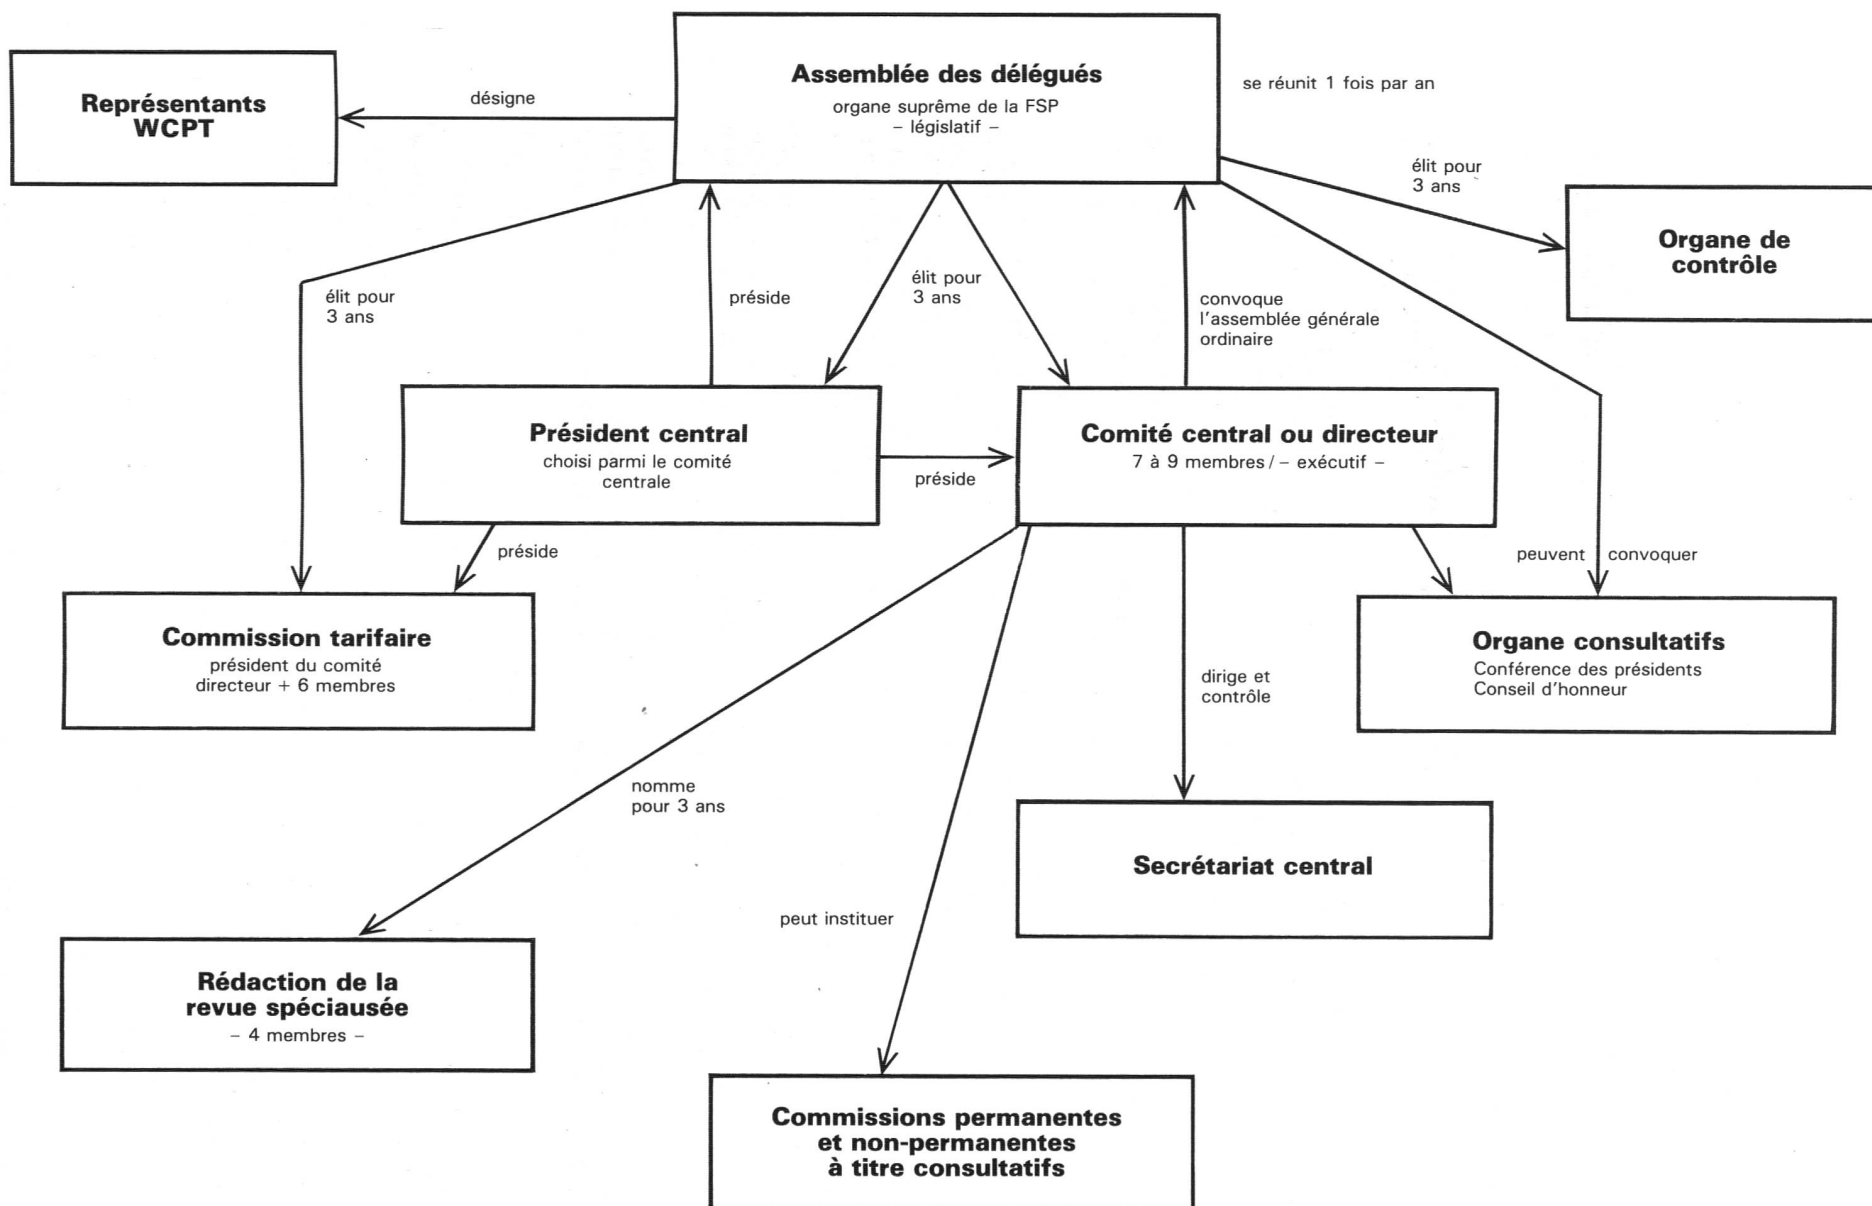 Assemblée des délégués
organe suprême de la FSP
– législatif –
se réunit 1 fois par an
Représentants
WCPT
désigne
élit pour
3 ans
Organe de
contrôle
élit pour
3 ans
préside
élit pour
3 ans
convoque
l'assemblée générale
ordinaire
Président central
choisi parmi le comité
centrale
préside
Comité central ou directeur
7 à 9 membres / – exécutif –
préside
peuvent convoquer
Commission tarifaire
président du comité
directeur + 6 membres
Organe consultatifs
Conférence des présidents
Conseil d'honneur
dirige et
contrôle
nomme
pour 3 ans
Secrétariat central
peut instituer
Rédaction de la
revue spéciausée
– 4 membres –
Commissions permanentes
et non-permanentes
à titre consultatifs